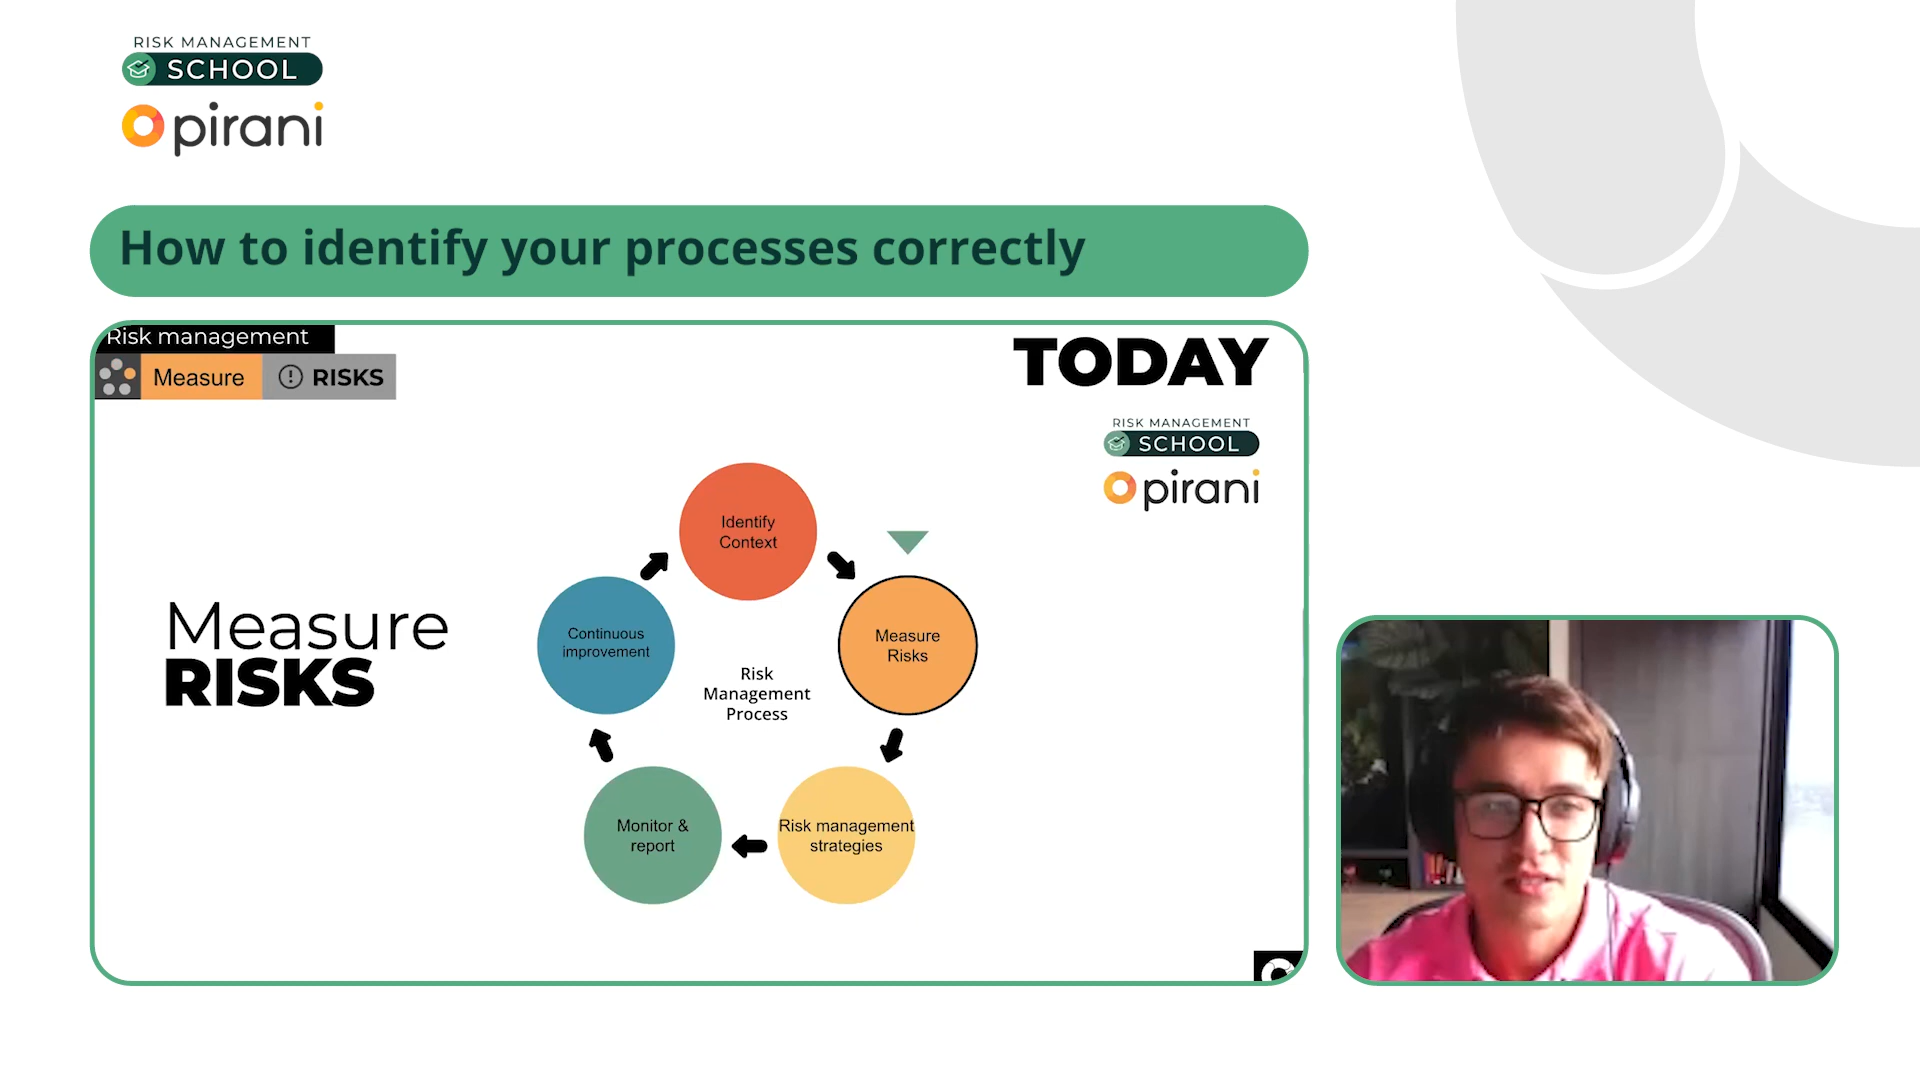 RISK MANAGEMENT
SCHOOL
pirani
How to identify your processes correctly
Risk management
Measure
RISKS
TODAY
RISK MANAGEMENT
SCHOOL
pirani
Measure
RISKS
Identify
Context
Measure
Risks
Risk management
strategies
Monitor &
report
Continuous
improvement
Risk
Management
Process